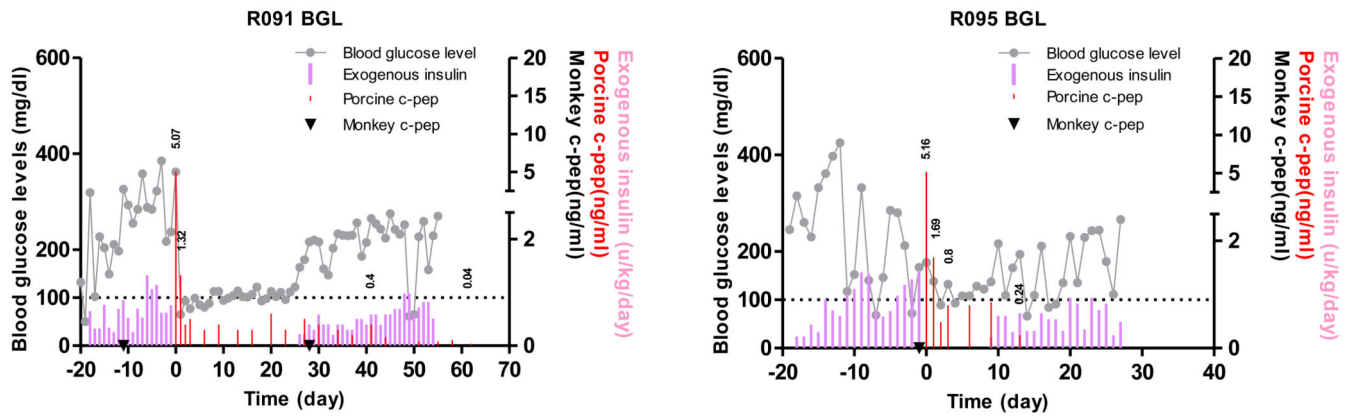 R091 BGL
Blood glucose level
Exogenous insulin
Porcine c-pep
Monkey c-pep
Blood glucose levels (mg/dl)
600
400
200
100
0
5.07
1.32
0.4
0.04
20
15
10
5
2
0
Monkey c-pep(ng/ml)
Porcine c-pep(ng/ml)
Exogenous insulin (u/kg/day)
-20 -10 0 10 20 30 40 50 60 70
Time (day)
R095 BGL
Blood glucose level
Exogenous insulin
Porcine c-pep
Monkey c-pep
Blood glucose levels (mg/dl)
600
400
200
100
0
5.16
1.69
0.8
0.24
20
15
10
5
2
0
Monkey c-pep(ng/ml)
Porcine c-pep(ng/ml)
Exogenous insulin (u/kg/day)
-20 -10 0 10 20 30 40
Time (day)